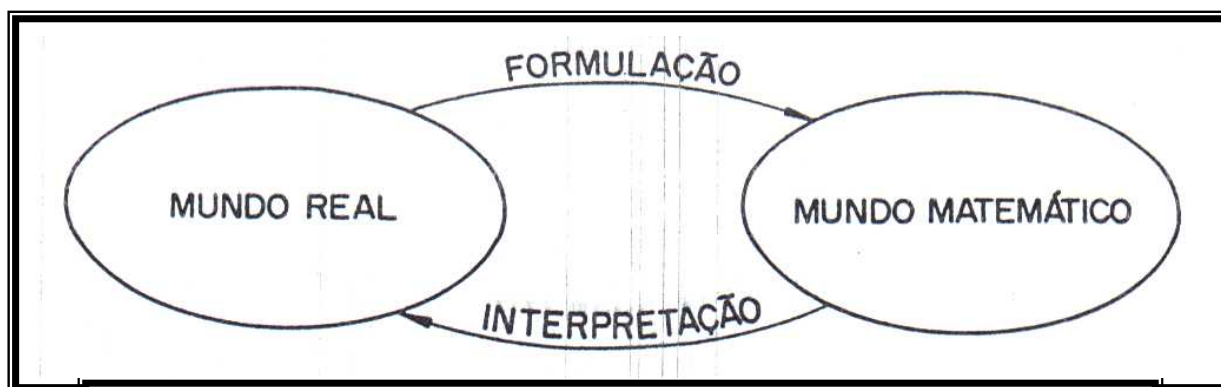 FORMULAÇÃO
MUNDO REAL
MUNDO MATEMÁTICO
INTERPRETAÇÃO